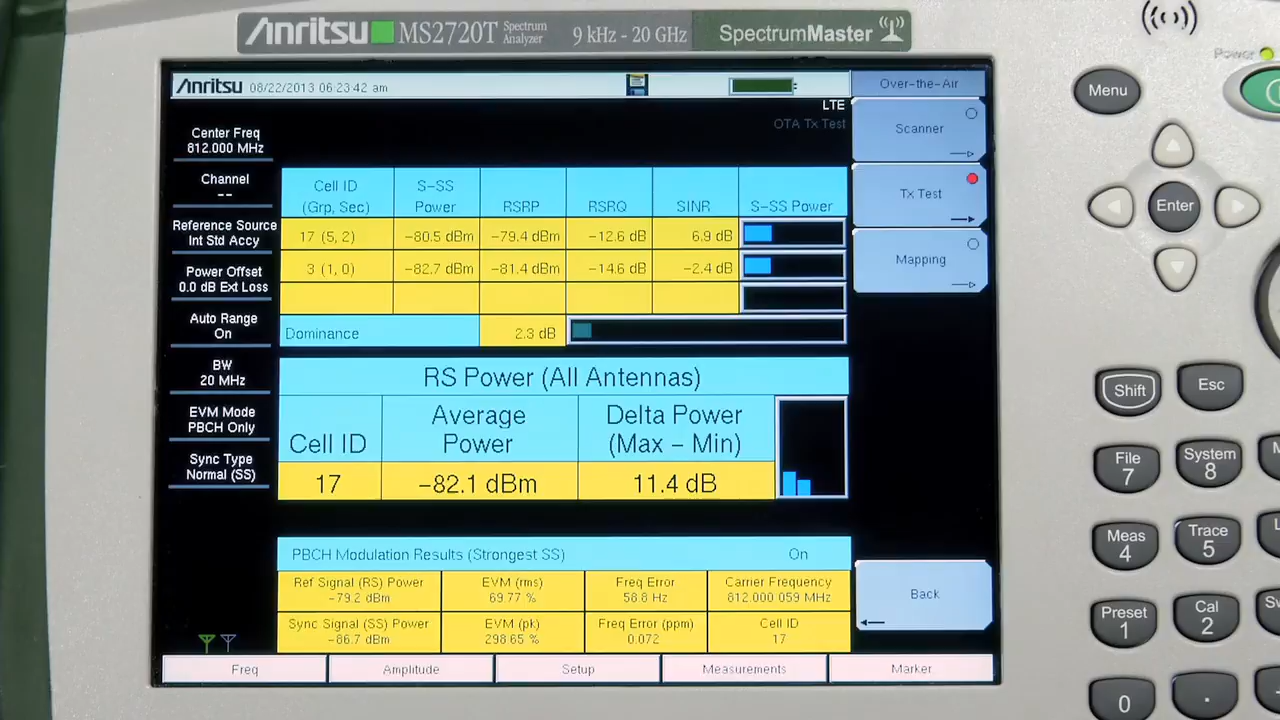 Anritsu MS2720T Spectrum Analyzer 9 kHz - 20 GHz SpectrumMaster
Power
Anritsu 08/22/2013 06:23:42 am
Over-the-Air
LTE
OTA Tx Test
Center Freq
812.000 MHz
Channel
--
Reference Source
Int Std Accy
Power Offset
0.0 dB Ext Loss
Auto Range
On
BW
20 MHz
EVM Mode
PBCH Only
Sync Type
Normal (SS)
Cell ID (Grp, Sec) S-SS Power RSRP RSRQ SINR S-SS Power
17 (5, 2) -80.5 dBm -79.4 dBm -12.6 dB 6.9 dB
3 (1, 0) -82.7 dBm -81.4 dBm -14.6 dB -2.4 dB
Dominance 2.3 dB
RS Power (All Antennas)
Cell ID Average Power Delta Power (Max - Min)
17 -82.1 dBm 11.4 dB
PBCH Modulation Results (Strongest SS) On
Ref Signal (RS) Power EVM (rms) Freq Error Carrier Frequency
-79.2 dBm 69.77 % 58.8 Hz 812.000 059 MHz
Sync Signal (SS) Power EVM (pk) Freq Error (ppm) Cell ID
-86.7 dBm 298.65 % 0.072 17
Freq Amplitude Setup Measurements Marker
Scanner
Tx Test
Mapping
Back
Menu
Enter
Shift
Esc
File
7
System
8
Meas
4
Trace
5
Preset
1
Cal
2
0
.